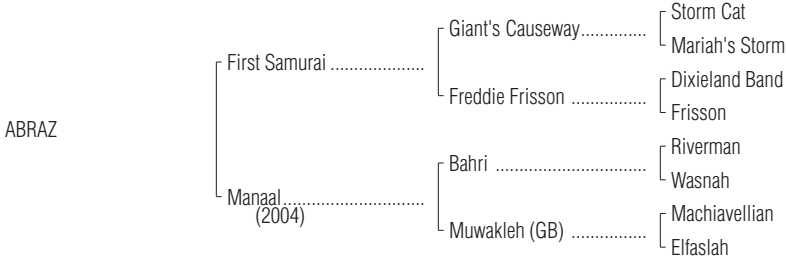 Storm Cat
Giant's Causeway..............
Mariah's Storm
First Samurai ....................
Dixieland Band
Freddie Frisson ................
Frisson
ABRAZ
Riverman
Bahri ................................
Wasnah
Manaal..............................
(2004)
Machiavellian
Muwakleh (GB) ................
Elfaslah